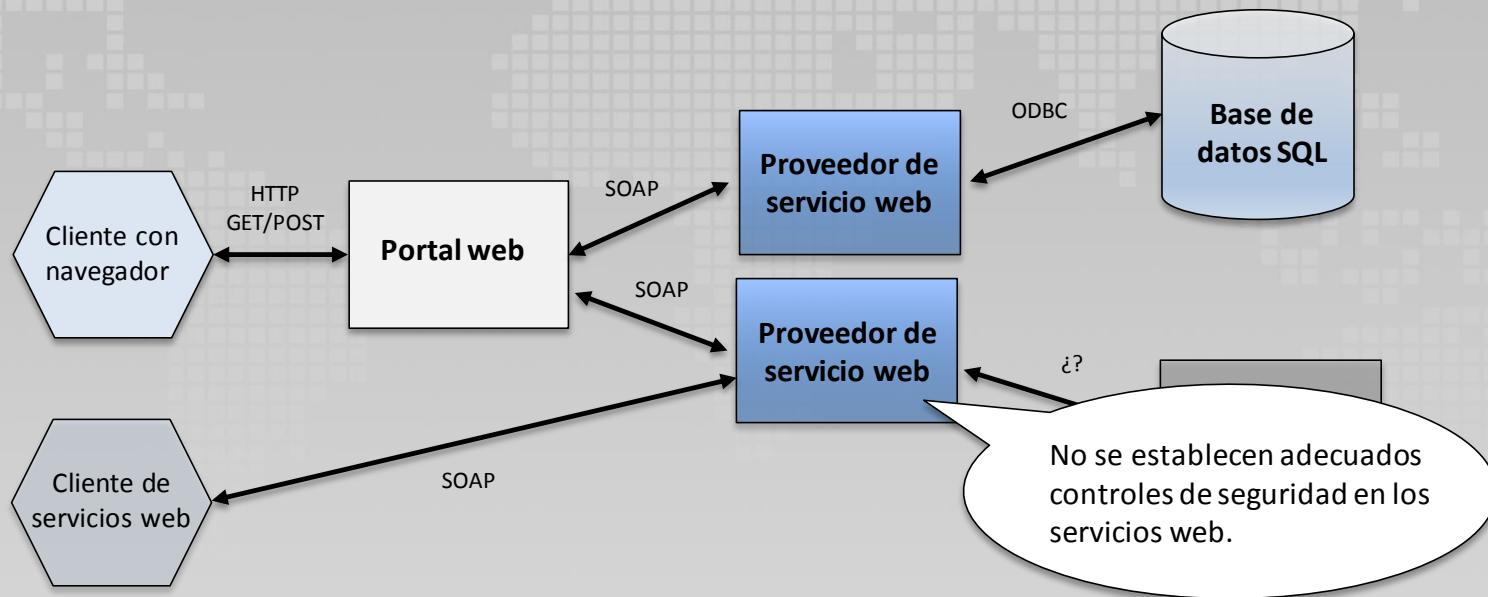 Cliente con
navegador
HTTP
GET/POST
Portal web
SOAP
Proveedor de
servicio web
ODBC
Base de
datos SQL
SOAP
Proveedor de
servicio web
¿?
Cliente de
servicios web
SOAP
No se establecen adecuados
controles de seguridad en los
servicios web.